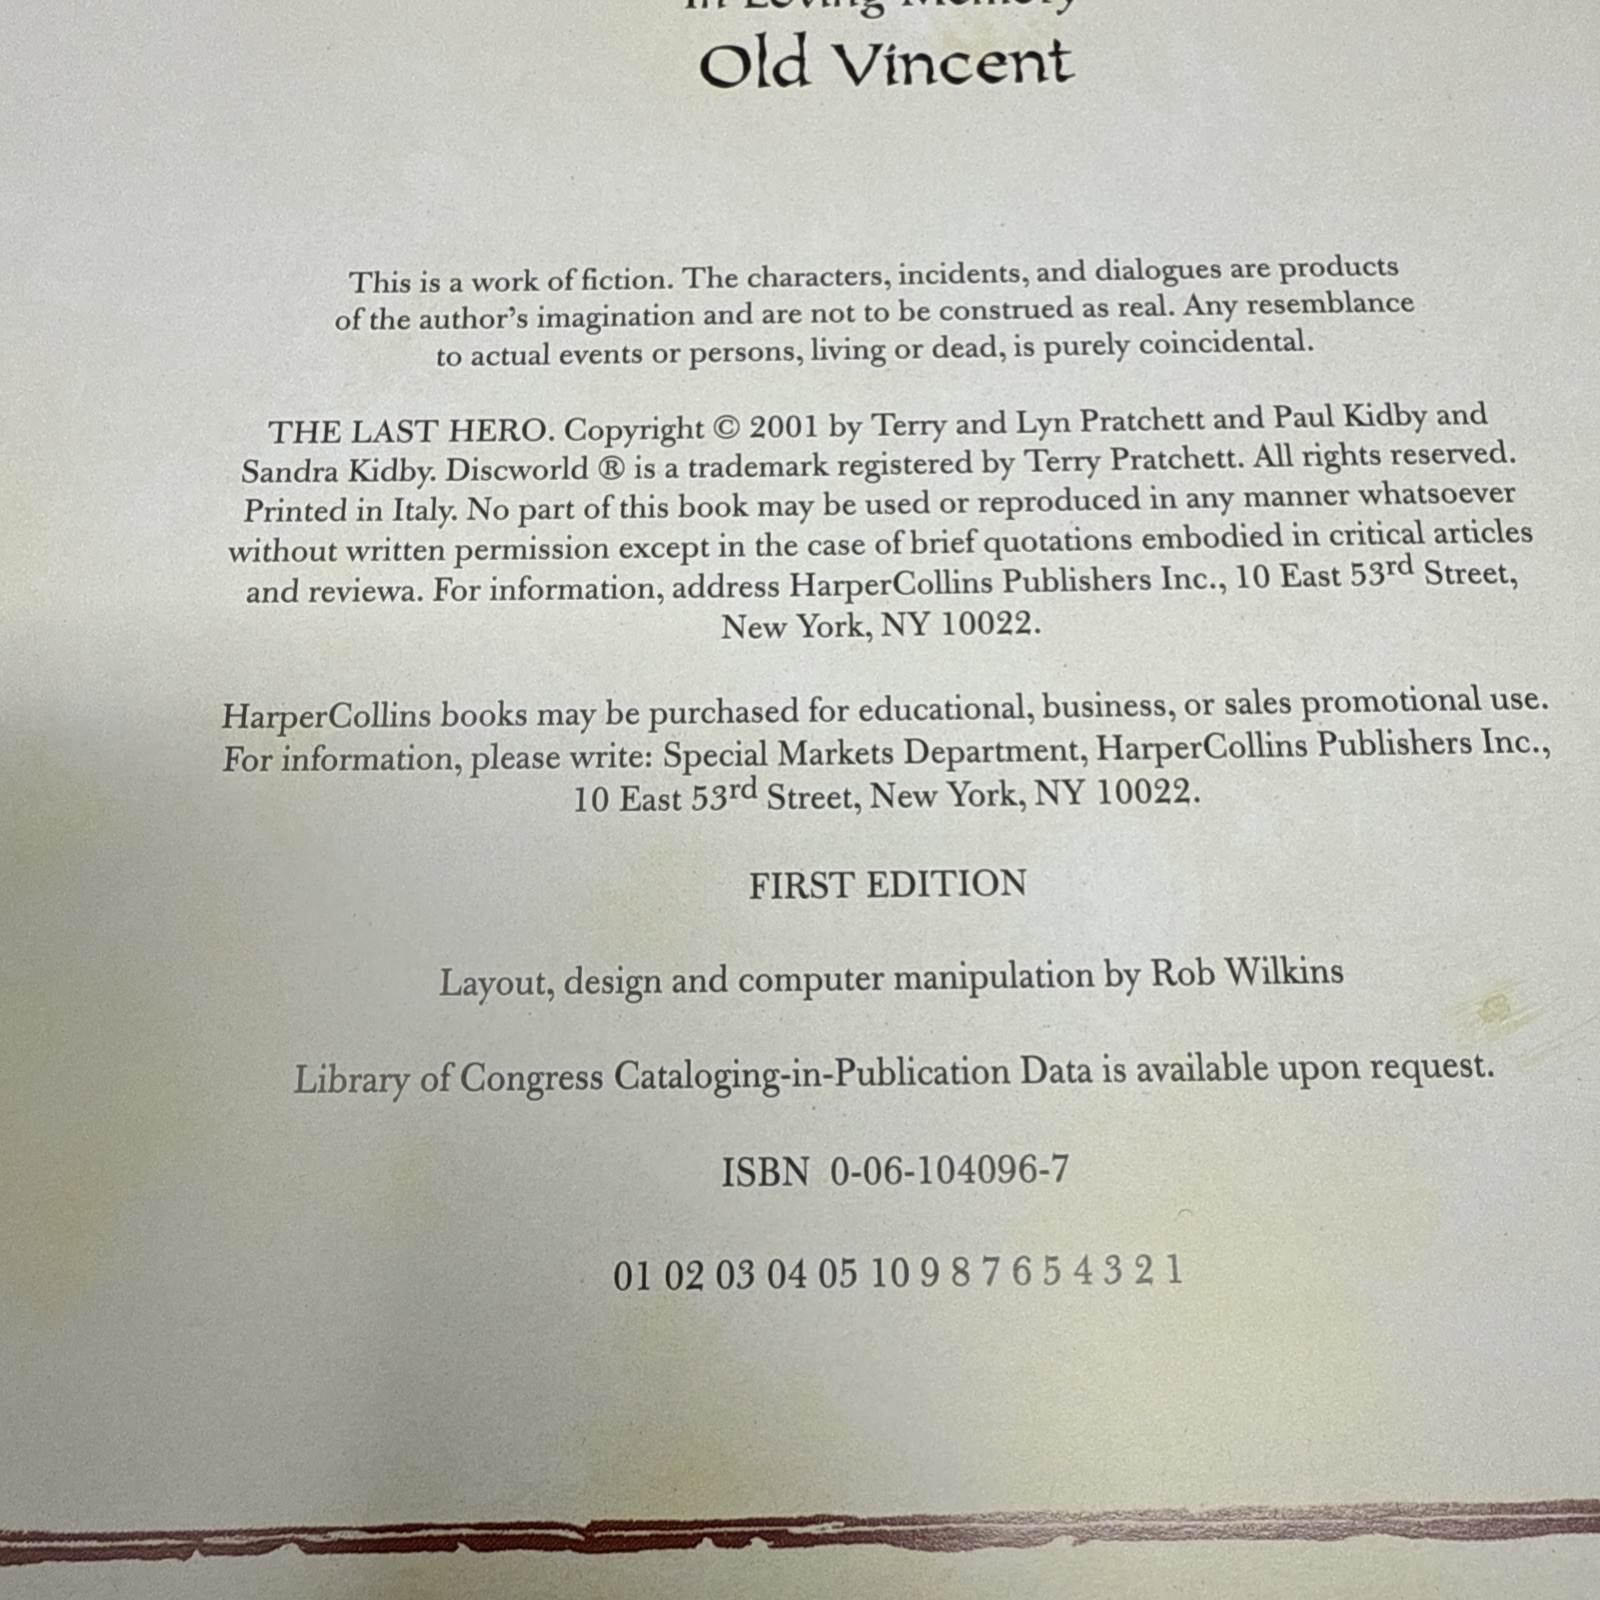 In Loving Memory
Old Vincent
This is a work of fiction. The characters, incidents, and dialogues are products
of the author's imagination and are not to be construed as real. Any resemblance
to actual events or persons, living or dead, is purely coincidental.
THE LAST HERO. Copyright © 2001 by Terry and Lyn Pratchett and Paul Kidby and
Sandra Kidby. Discworld ® is a trademark registered by Terry Pratchett. All rights reserved.
Printed in Italy. No part of this book may be used or reproduced in any manner whatsoever
without written permission except in the case of brief quotations embodied in critical articles
and reviewa. For information, address HarperCollins Publishers Inc., 10 East 53rd Street,
New York, NY 10022.
HarperCollins books may be purchased for educational, business, or sales promotional use.
For information, please write: Special Markets Department, HarperCollins Publishers Inc.,
10 East 53rd Street, New York, NY 10022.
FIRST EDITION
Layout, design and computer manipulation by Rob Wilkins
Library of Congress Cataloging-in-Publication Data is available upon request.
ISBN 0-06-104096-7
01 02 03 04 05 10 9 8 7 6 5 4 3 2 1